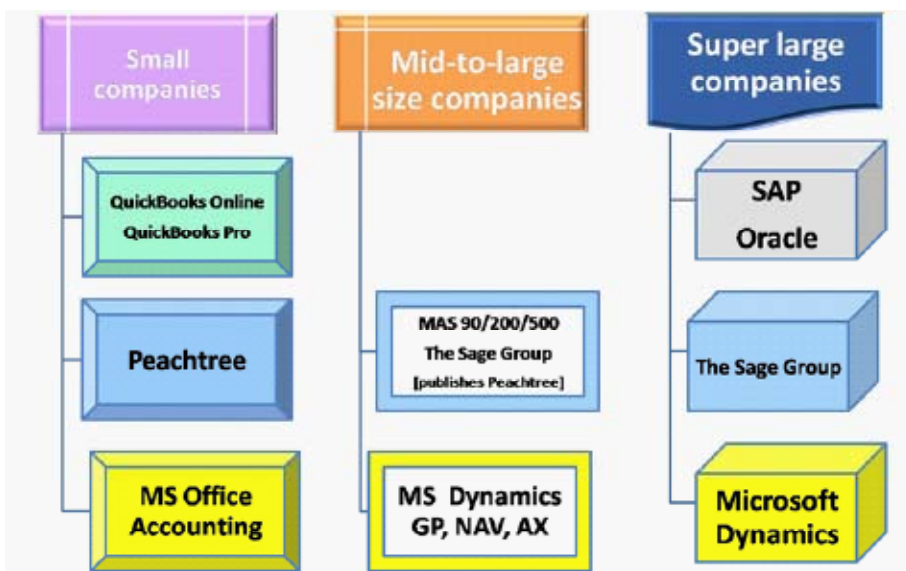 Small
companies
QuickBooks Online
QuickBooks Pro
Peachtree
MS Office
Accounting
Mid-to-large
size companies
MAS 90/200/500
The Sage Group
[publishes Peachtree]
MS Dynamics
GP, NAV, AX
Super large
companies
SAP
Oracle
The Sage Group
Microsoft
Dynamics